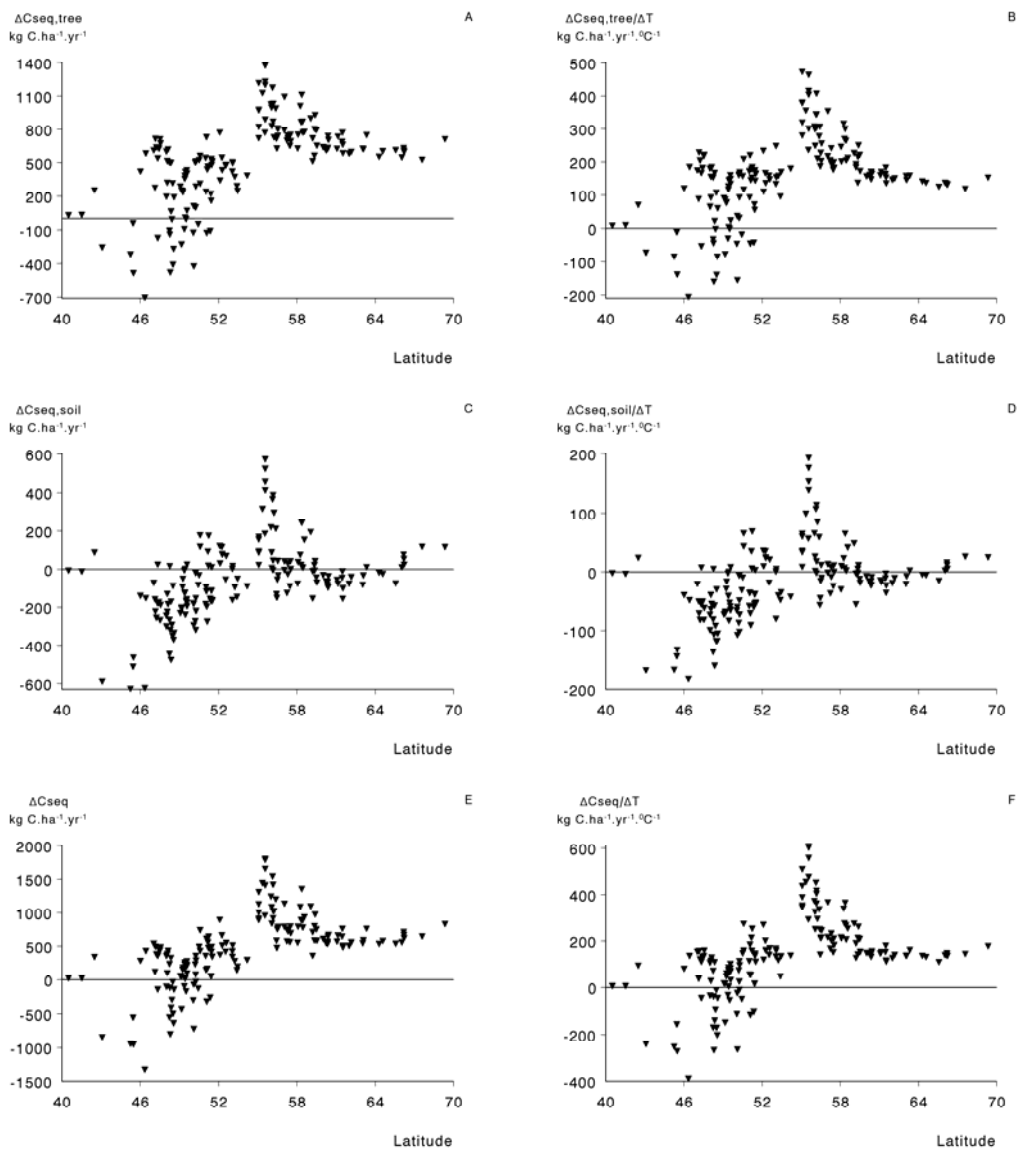 ΔCseq,tree A
kg C.ha⁻¹.yr⁻¹
1400
1100
800
500
200
-100
-400
-700
40 46 52 58 64 70
Latitude
ΔCseq,tree/ΔT B
kg C.ha⁻¹.yr⁻¹.⁰C⁻¹
500
400
300
200
100
0
-100
-200
40 46 52 58 64 70
Latitude
ΔCseq,soil C
kg C.ha⁻¹.yr⁻¹
600
400
200
0
-200
-400
-600
40 46 52 58 64 70
Latitude
ΔCseq,soil/ΔT D
kg C.ha⁻¹.yr⁻¹.⁰C⁻¹
200
100
0
-100
-200
40 46 52 58 64 70
Latitude
ΔCseq E
kg C.ha⁻¹.yr⁻¹
2000
1500
1000
500
0
-500
-1000
-1500
40 46 52 58 64 70
Latitude
ΔCseq/ΔT F
kg C.ha⁻¹.yr⁻¹.⁰C⁻¹
600
400
200
0
-200
-400
40 46 52 58 64 70
Latitude